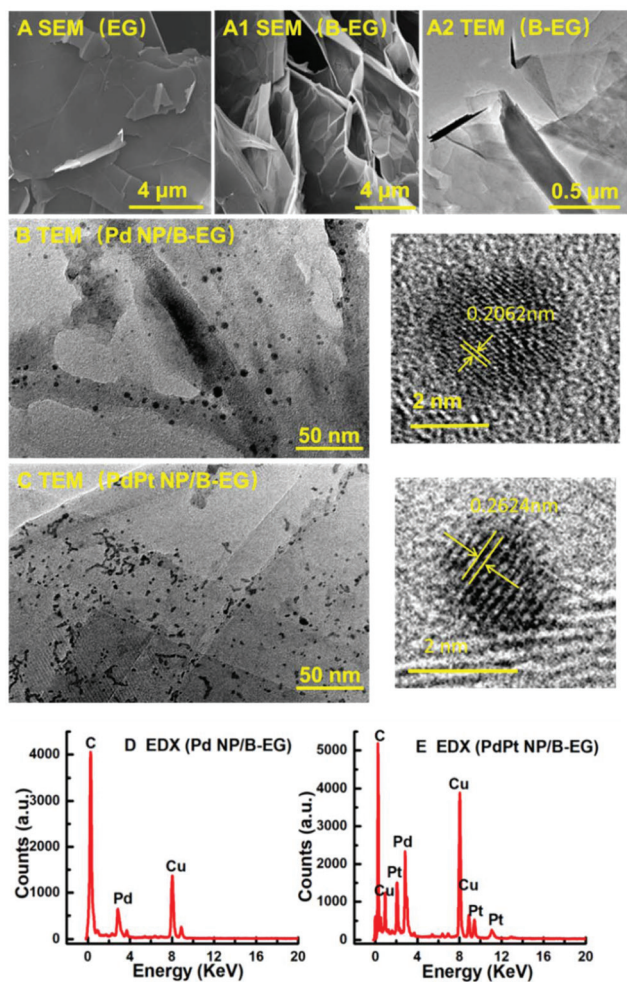 A SEM (EG)
A1 SEM (B-EG)
A2 TEM (B-EG)
4 µm
4 µm
0.5 µm
B TEM (Pd NP/B-EG)
0.2062nm
50 nm
2 nm
C TEM (PdPt NP/B-EG)
0.2624nm
50 nm
2 nm
D EDX (Pd NP/B-EG)
C
Pd
Cu
Counts (a.u.)
4000
3000
2000
1000
0
0 4 8 12 16 20
Energy (KeV)
E EDX (PdPt NP/B-EG)
C
Cu
Pt
Pd
Cu
Cu
Pt
Pt
Counts (a.u.)
5000
4000
3000
2000
1000
0
0 4 8 12 16 20
Energy (KeV)